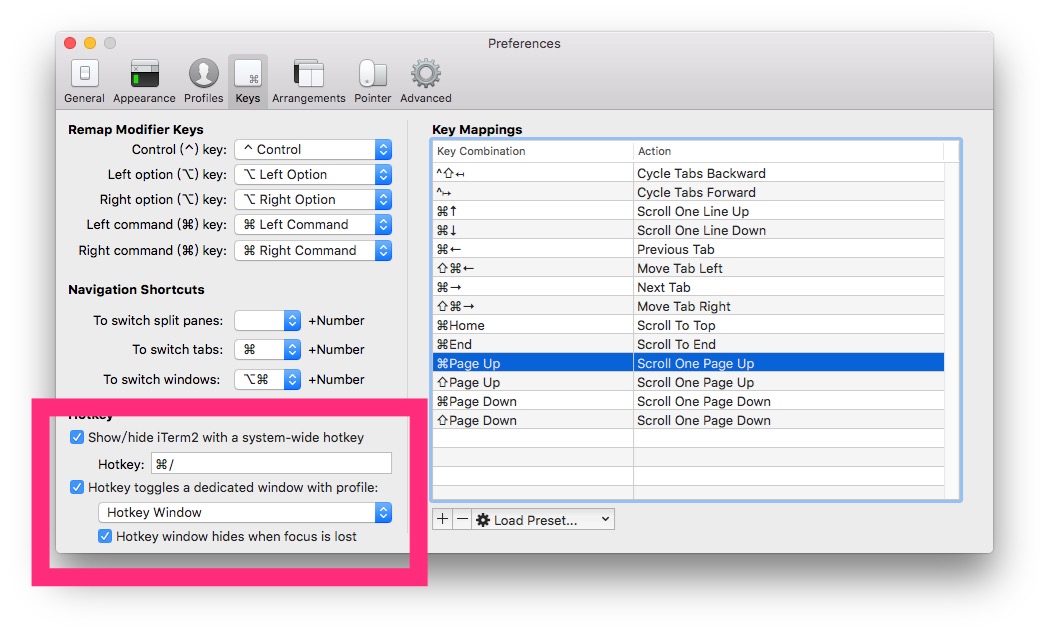 Preferences
General Appearance Profiles Keys Arrangements Pointer Advanced
Remap Modifier Keys
Control (^) key: ^ Control
Left option (⌥) key: ⌥ Left Option
Right option (⌥) key: ⌥ Right Option
Left command (⌘) key: ⌘ Left Command
Right command (⌘) key: ⌘ Right Command
Navigation Shortcuts
To switch split panes: +Number
To switch tabs: ⌘ +Number
To switch windows: ⌥⌘ +Number
Hotkey
Show/hide iTerm2 with a system-wide hotkey
Hotkey: ⌘/
Hotkey toggles a dedicated window with profile:
Hotkey Window
Hotkey window hides when focus is lost
Key Mappings
Key Combination Action
^⇧↤ Cycle Tabs Backward
^↦ Cycle Tabs Forward
⌘↑ Scroll One Line Up
⌘↓ Scroll One Line Down
⌘← Previous Tab
⇧⌘← Move Tab Left
⌘→ Next Tab
⇧⌘→ Move Tab Right
⌘Home Scroll To Top
⌘End Scroll To End
⌘Page Up Scroll One Page Up
⇧Page Up Scroll One Page Up
⌘Page Down Scroll One Page Down
⇧Page Down Scroll One Page Down
+ − Load Preset...